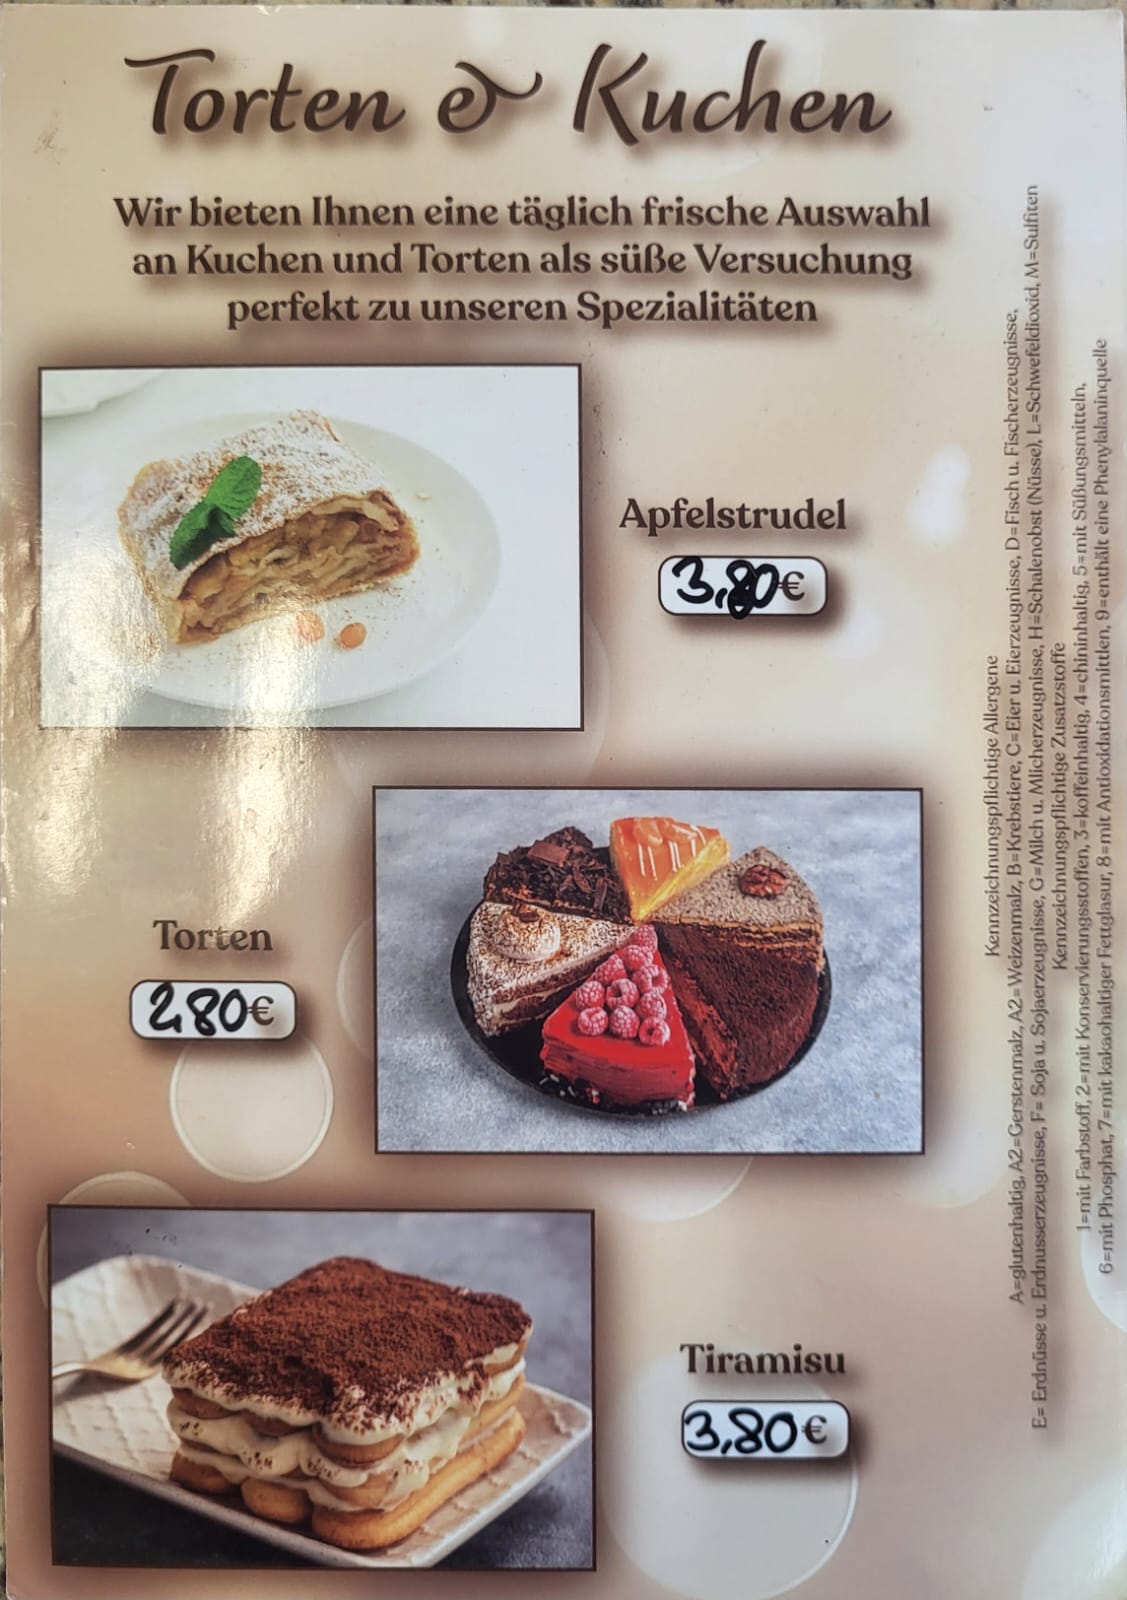 Torten & Kuchen
Wir bieten Ihnen eine täglich frische Auswahl
an Kuchen und Torten als süße Versuchung
perfekt zu unseren Spezialitäten
Apfelstrudel
3,80€
Torten
2,80€
Tiramisu
3,80€
Kennzeichnungspflichtige Allergene
A=glutenhaltig, A2=Gerstenmalz, A2=Weizenmalz, B=Krebstiere, C=Eier u. Eierzeugnisse, D=Fisch u. Fischerzeugnisse,
E= Erdnüsse u. Erdnusserzeugnisse, F= Soja u. Sojaerzeugnisse, G=Milch u. Mlicherzeugnisse, H=Schalenobst (Nüsse), L=Schwefeldioxid, M=Sulfiten
Kennzeichnungspflichtige Zusatzstoffe
1=mit Farbstoff, 2=mit Konservierungsstoffen, 3=koffeinhaltig, 4=chininhaltig, 5=mit Süßungsmitteln,
6=mit Phosphat, 7=mit kakaohaltiger Fettglasur, 8=mit Antioxidationsmittlen, 9=enthält eine Phenylalaninquelle